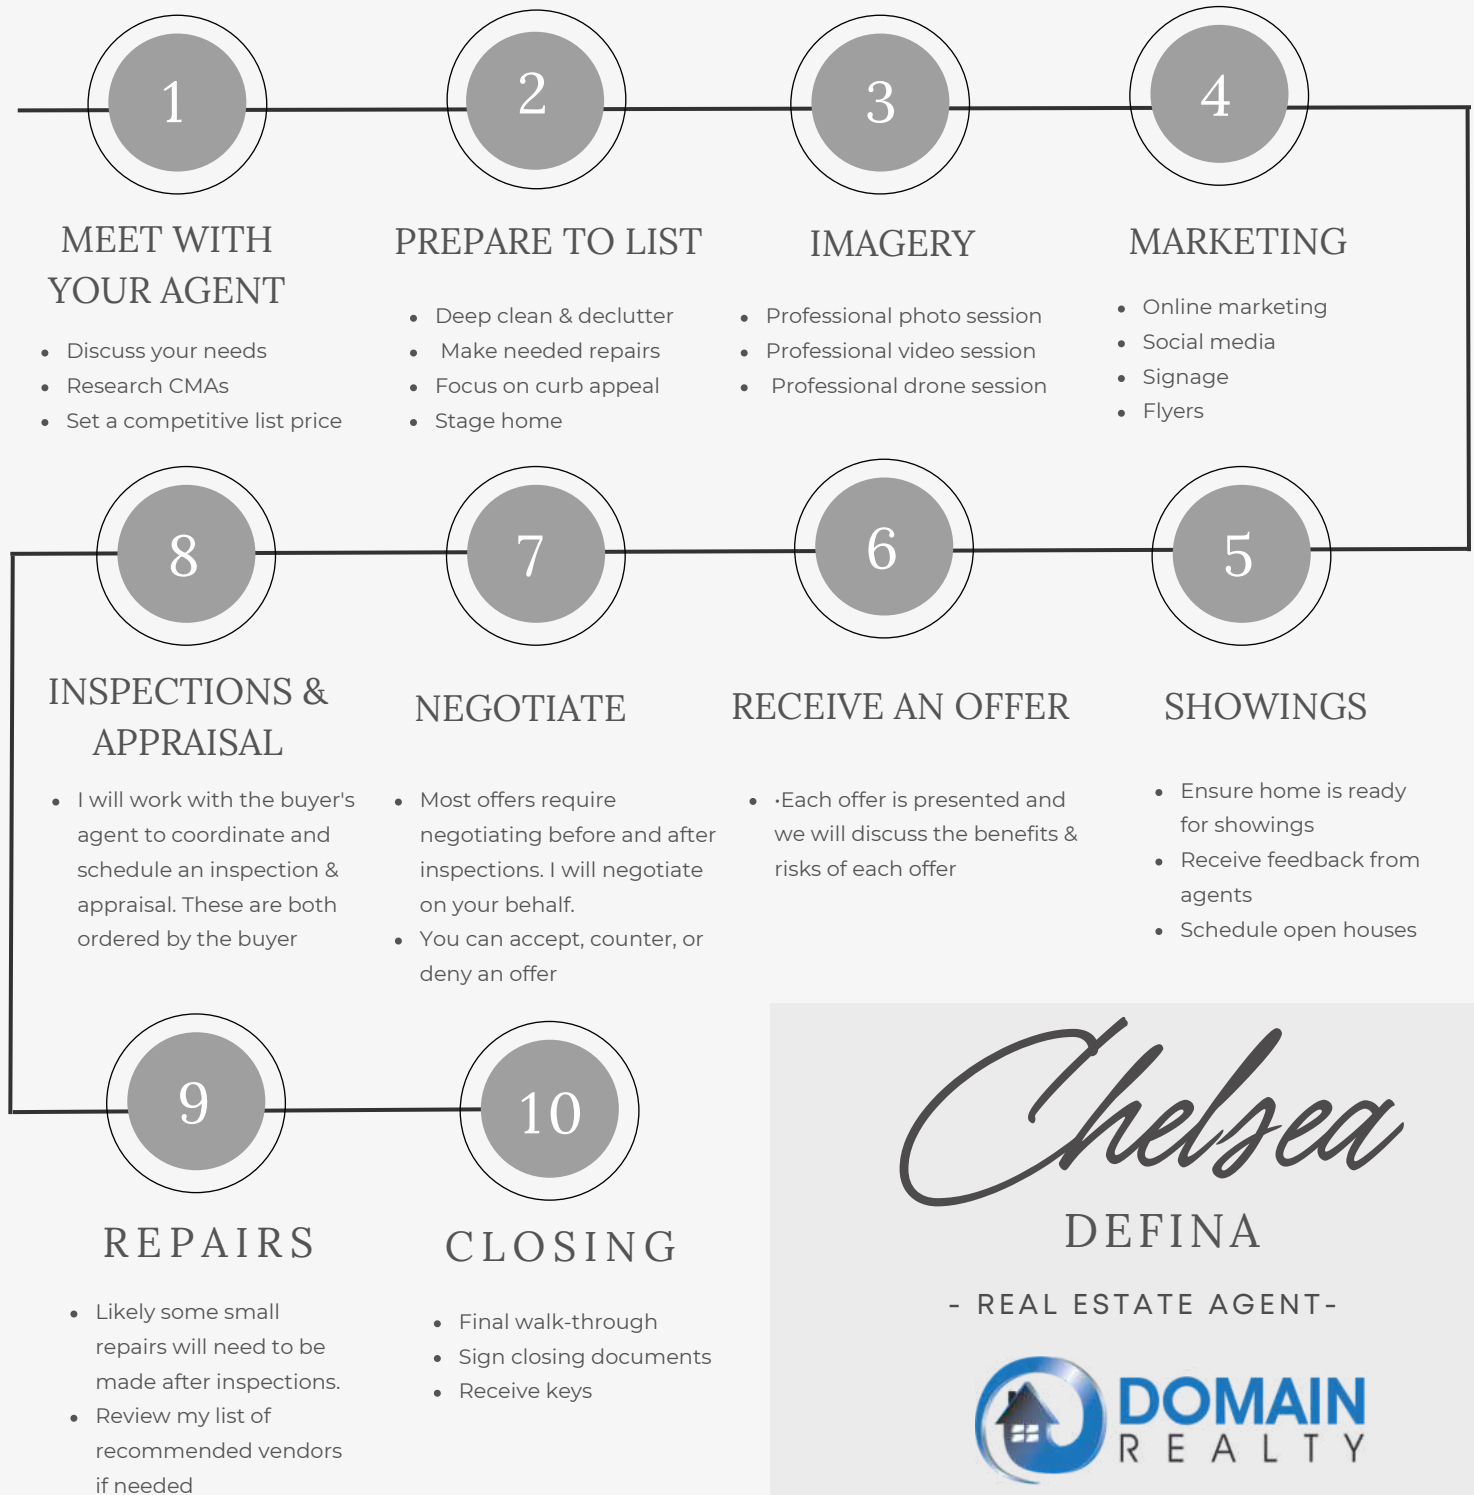 1
MEET WITH
YOUR AGENT
• Discuss your needs
• Research CMAs
• Set a competitive list price
2
PREPARE TO LIST
• Deep clean & declutter
• Make needed repairs
• Focus on curb appeal
• Stage home
3
IMAGERY
• Professional photo session
• Professional video session
• Professional drone session
4
MARKETING
• Online marketing
• Social media
• Signage
• Flyers
5
SHOWINGS
• Ensure home is ready
for showings
• Receive feedback from
agents
• Schedule open houses
6
RECEIVE AN OFFER
• •Each offer is presented and
we will discuss the benefits &
risks of each offer
7
NEGOTIATE
• Most offers require
negotiating before and after
inspections. I will negotiate
on your behalf.
• You can accept, counter, or
deny an offer
8
INSPECTIONS &
APPRAISAL
• I will work with the buyer's
agent to coordinate and
schedule an inspection &
appraisal. These are both
ordered by the buyer
9
REPAIRS
• Likely some small
repairs will need to be
made after inspections.
• Review my list of
recommended vendors
if needed
10
CLOSING
• Final walk-through
• Sign closing documents
• Receive keys
Chelsea
DEFINA
- REAL ESTATE AGENT-
DOMAIN
REALTY